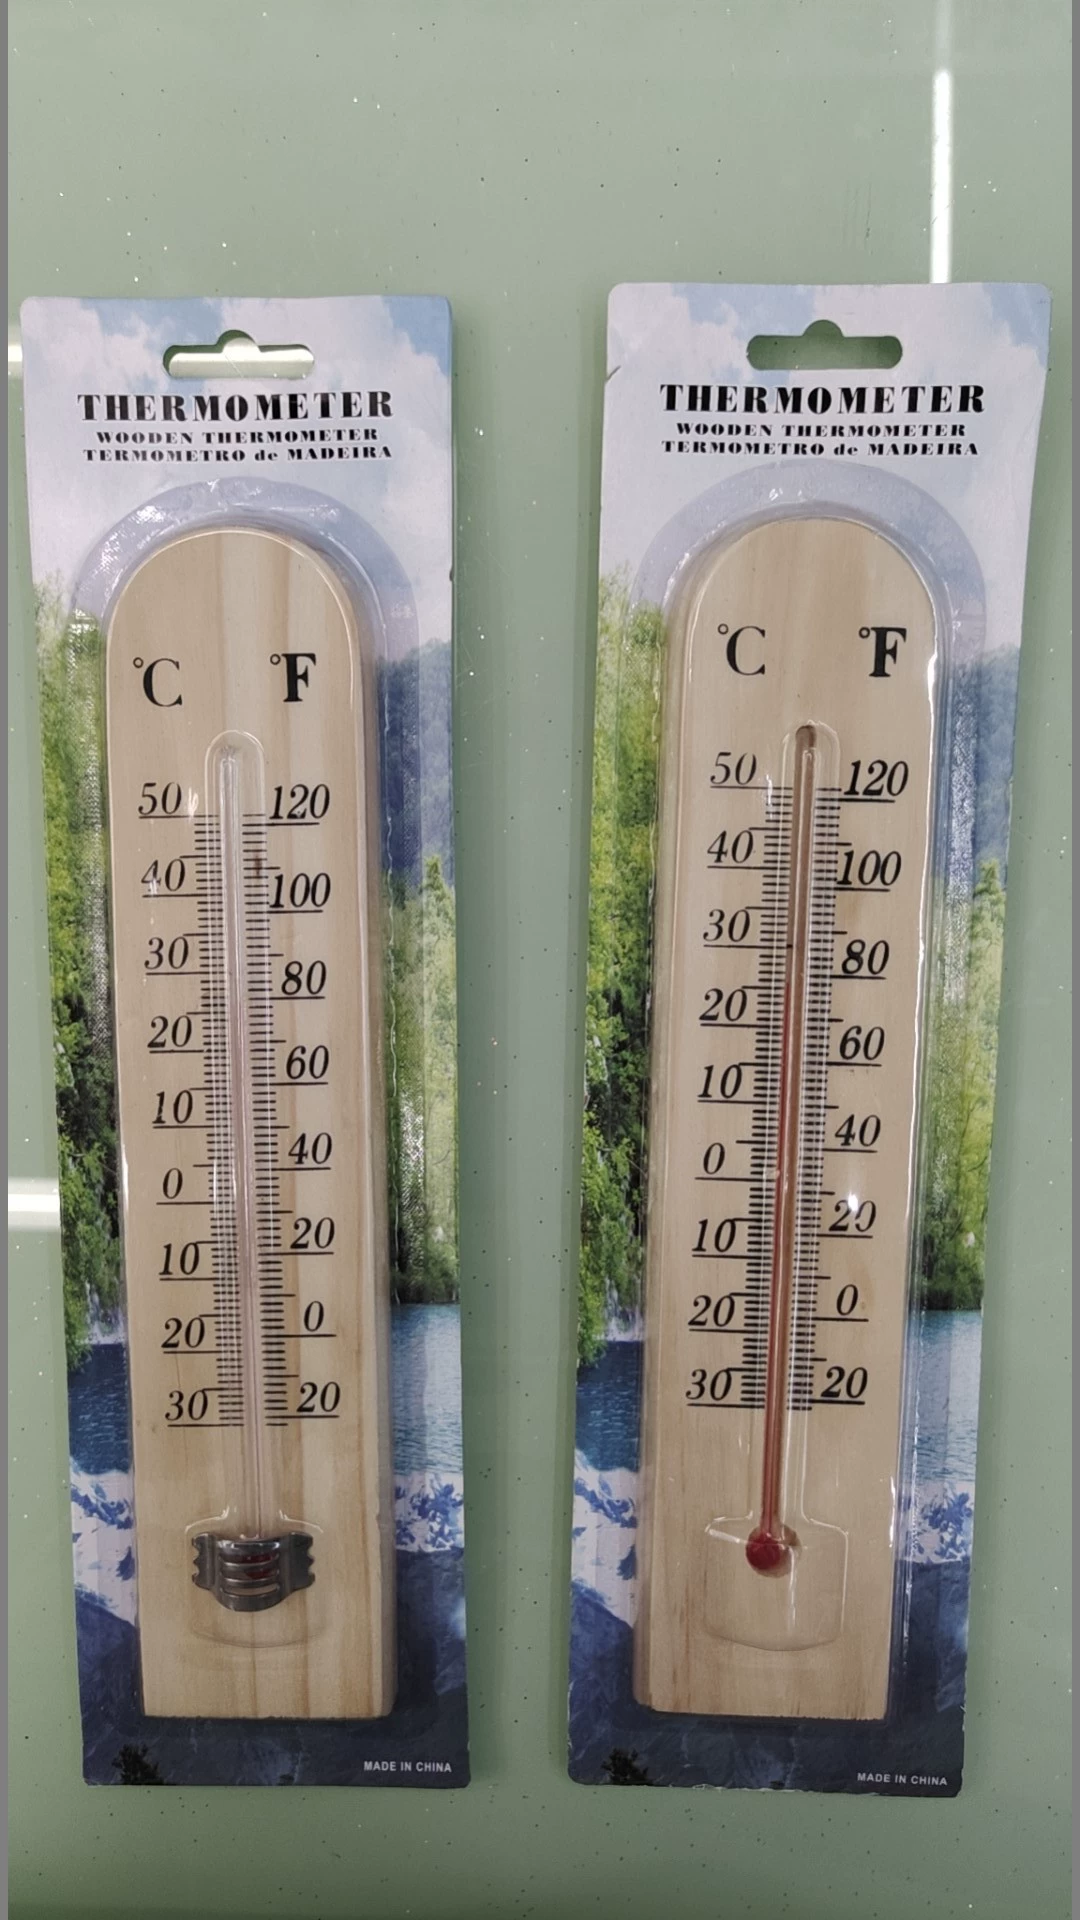 THERMOMETER
WOODEN THERMOMETER
TERMOMETRO de MADEIRA
°C °F
50 120
40 100
30 80
20 60
10 40
0 20
10 0
20 20
30
MADE IN CHINA
THERMOMETER
WOODEN THERMOMETER
TERMOMETRO de MADEIRA
°C °F
50 120
40 100
30 80
20 60
10 40
0 20
10 0
20 20
30
MADE IN CHINA